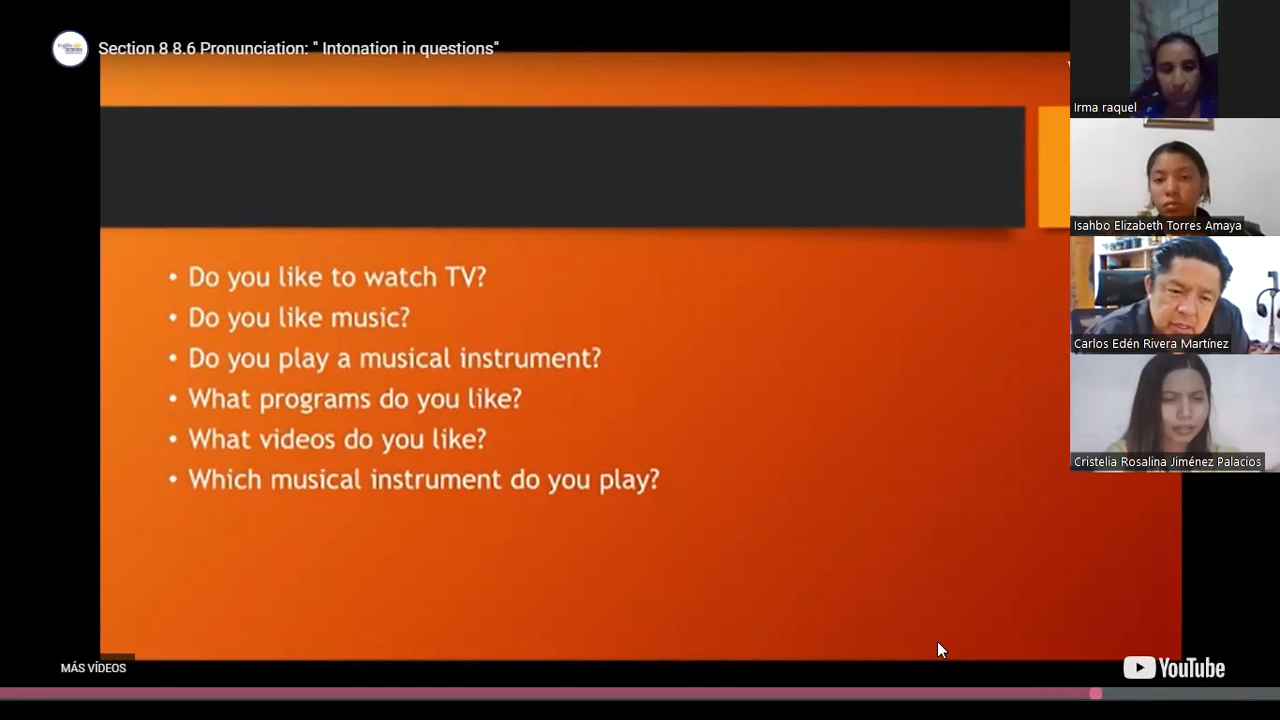 Section 8 8.6 Pronunciation: " Intonation in questions"
Irma raquel
Isahbo Elizabeth Torres Amaya
Carlos Edén Rivera Martínez
Cristelia Rosalina Jiménez Palacios
• Do you like to watch TV?
• Do you like music?
• Do you play a musical instrument?
• What programs do you like?
• What videos do you like?
• Which musical instrument do you play?
MÁS VÍDEOS
YouTube